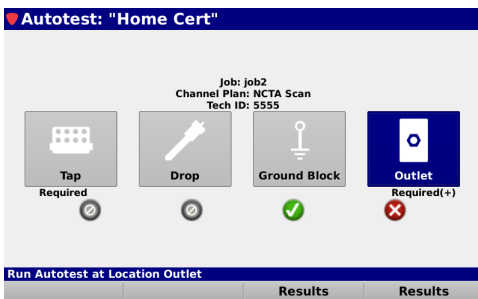 Autotest: "Home Cert"
Job: job2
Channel Plan: NCTA Scan
Tech ID: 5555
Tap
Drop
Ground Block
Outlet
Required
Required(+)
Run Autotest at Location Outlet
Results
Results